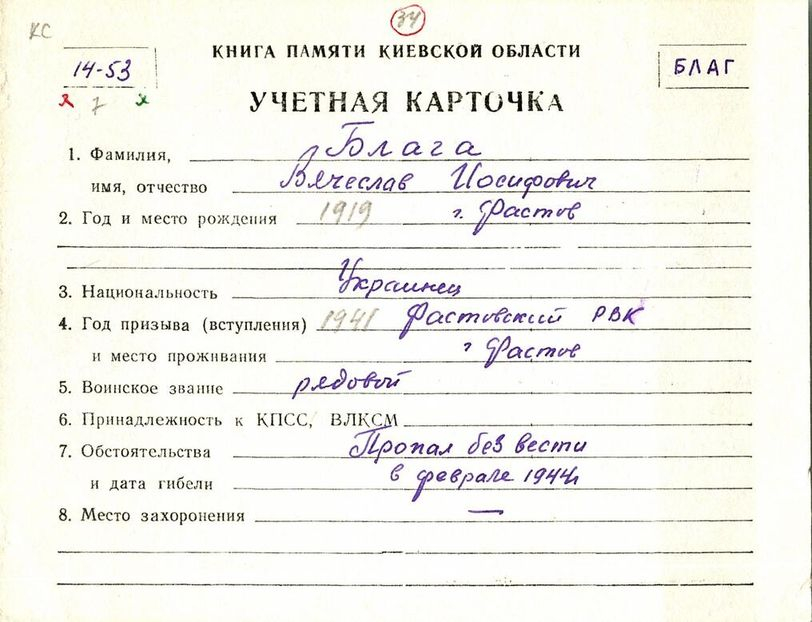 КС
34
КНИГА ПАМЯТИ КИЕВСКОЙ ОБЛАСТИ
14-53
БЛАГ
7
УЧЕТНАЯ КАРТОЧКА
1. Фамилия, Блага
имя, отчество Вячеслав Иосифович
2. Год и место рождения 1919 г. Фастов
3. Национальность Украинец
4. Год призыва (вступления) 1941 Фастовский РВК
и место проживания г Фастов
5. Воинское звание рядовой
6. Принадлежность к КПСС, ВЛКСМ
7. Обстоятельства Пропал без вести
и дата гибели в феврале 1944г
8. Место захоронения —